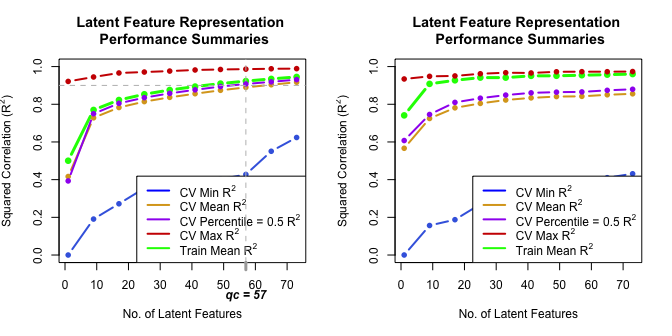 Latent Feature Representation
Performance Summaries
Squared Correlation (R²)
1.0
0.8
0.6
0.4
0.2
0.0
CV Min R²
CV Mean R²
CV Percentile = 0.5 R²
CV Max R²
Train Mean R²
0 10 20 30 40 50 60 70
qc = 57
No. of Latent Features
Latent Feature Representation
Performance Summaries
Squared Correlation (R²)
1.0
0.8
0.6
0.4
0.2
0.0
CV Min R²
CV Mean R²
CV Percentile = 0.5 R²
CV Max R²
Train Mean R²
0 10 20 30 40 50 60 70
No. of Latent Features